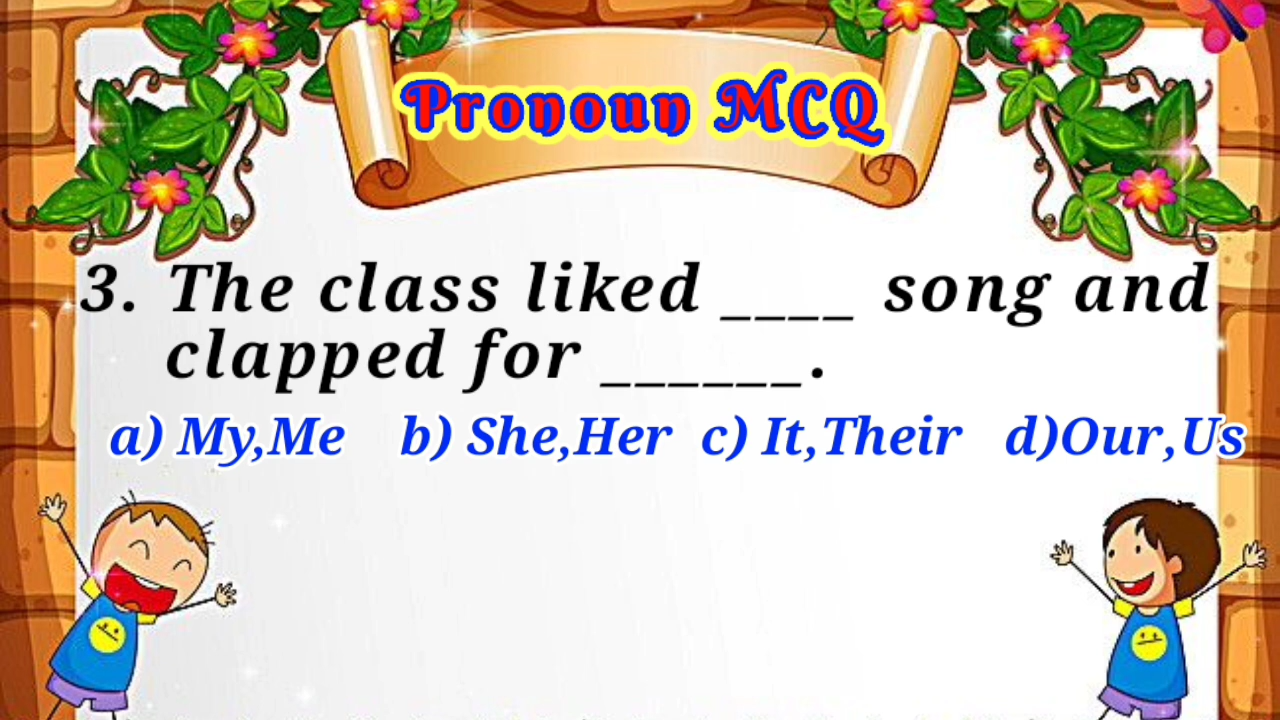 Pronoun MCQ
3. The class liked ____ song and
clapped for ______.
a) My,Me b) She,Her c) It,Their d)Our,Us